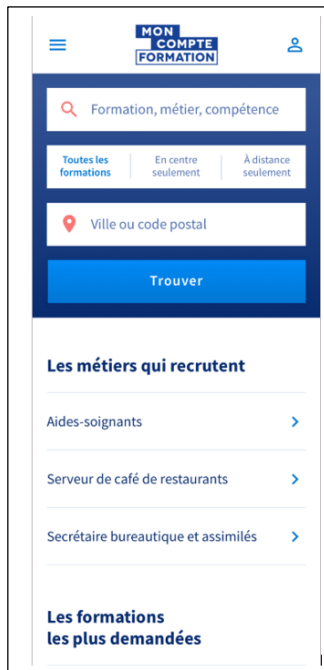 MON
COMPTE
FORMATION
Formation, métier, compétence
Toutes les
formations
En centre
seulement
À distance
seulement
Ville ou code postal
Trouver
Les métiers qui recrutent
Aides-soignants
Serveur de café de restaurants
Secrétaire bureautique et assimilés
Les formations
les plus demandées